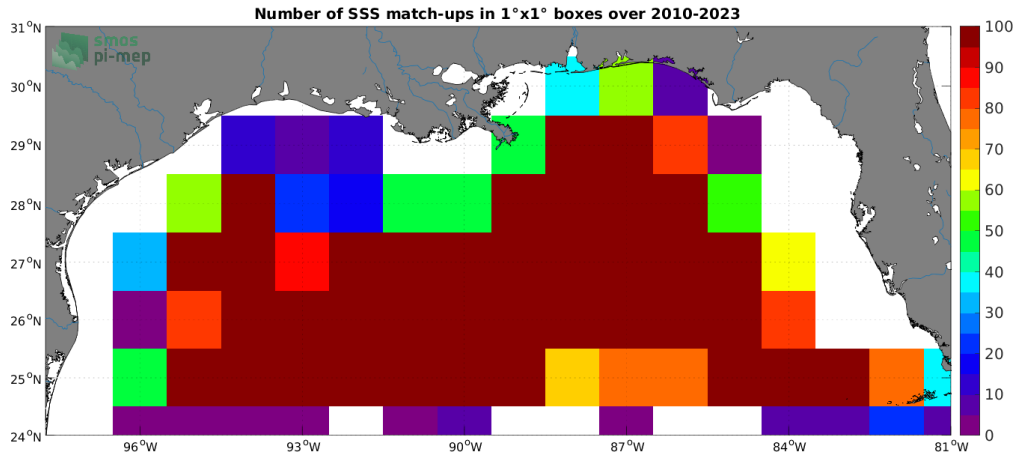 Number of SSS match-ups in 1°x1° boxes over 2010-2023
smos
pi-mep
31°N
30°N
29°N
28°N
27°N
26°N
25°N
24°N
96°W
93°W
90°W
87°W
84°W
81°W
100
90
80
70
60
50
40
30
20
10
0